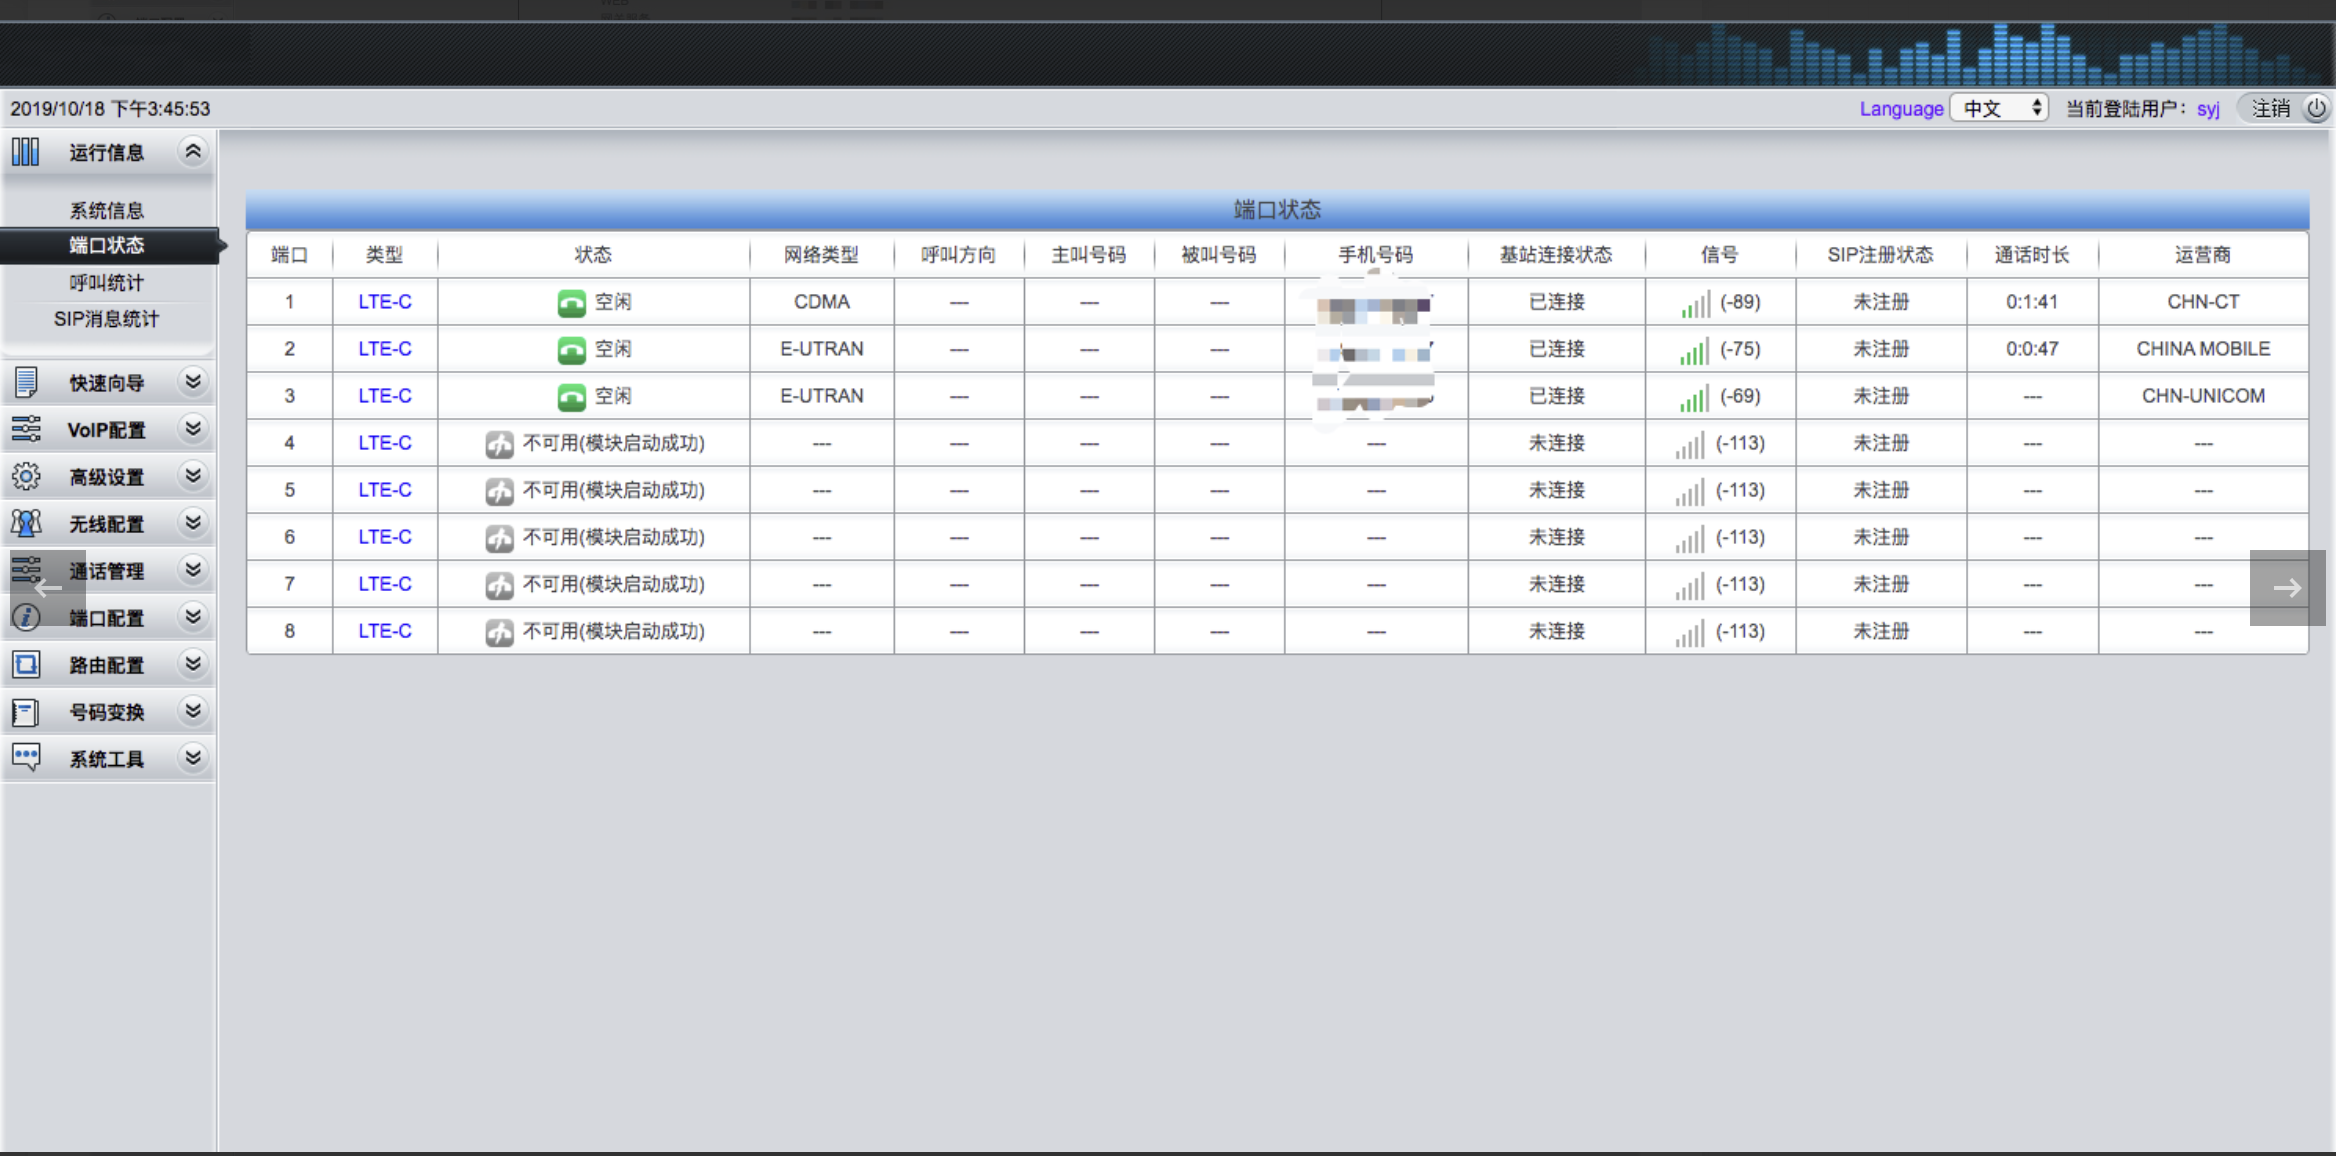 2019/10/18 下午3:45:53
Language 中文 当前登陆用户: syj 注销
运行信息
系统信息
端口状态
呼叫统计
SIP消息统计
快速向导
VoIP配置
高级设置
无线配置
通话管理
端口配置
路由配置
号码变换
系统工具
端口状态
端口 类型 状态 网络类型 呼叫方向 主叫号码 被叫号码 手机号码 基站连接状态 信号 SIP注册状态 通话时长 运营商
1 LTE-C 空闲 CDMA --- --- --- 已连接 (-89) 未注册 0:1:41 CHN-CT
2 LTE-C 空闲 E-UTRAN --- --- --- 已连接 (-75) 未注册 0:0:47 CHINA MOBILE
3 LTE-C 空闲 E-UTRAN --- --- --- 已连接 (-69) 未注册 --- CHN-UNICOM
4 LTE-C 不可用(模块启动成功) --- --- --- --- --- 未连接 (-113) 未注册 --- ---
5 LTE-C 不可用(模块启动成功) --- --- --- --- --- 未连接 (-113) 未注册 --- ---
6 LTE-C 不可用(模块启动成功) --- --- --- --- --- 未连接 (-113) 未注册 --- ---
7 LTE-C 不可用(模块启动成功) --- --- --- --- --- 未连接 (-113) 未注册 --- ---
8 LTE-C 不可用(模块启动成功) --- --- --- --- --- 未连接 (-113) 未注册 --- ---